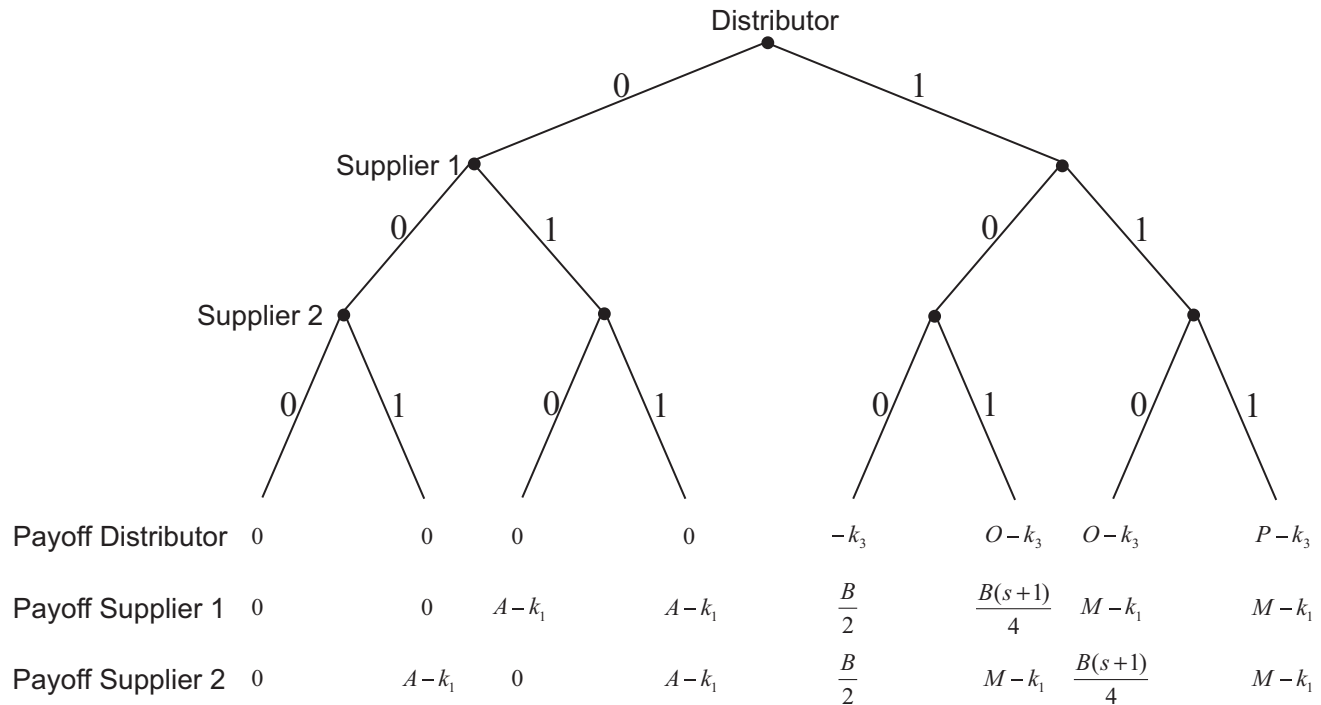 Distributor
0 1
Supplier 1
0 1 0 1
Supplier 2
0 1 0 1 0 1 0 1
Payoff Distributor 0 0 0 0 −k₃ O−k₃ O−k₃ P−k₃
Payoff Supplier 1 0 0 A−k₁ A−k₁ B/2 B(s+1)/4 M−k₁ M−k₁
Payoff Supplier 2 0 A−k₁ 0 A−k₁ B/2 M−k₁ B(s+1)/4 M−k₁